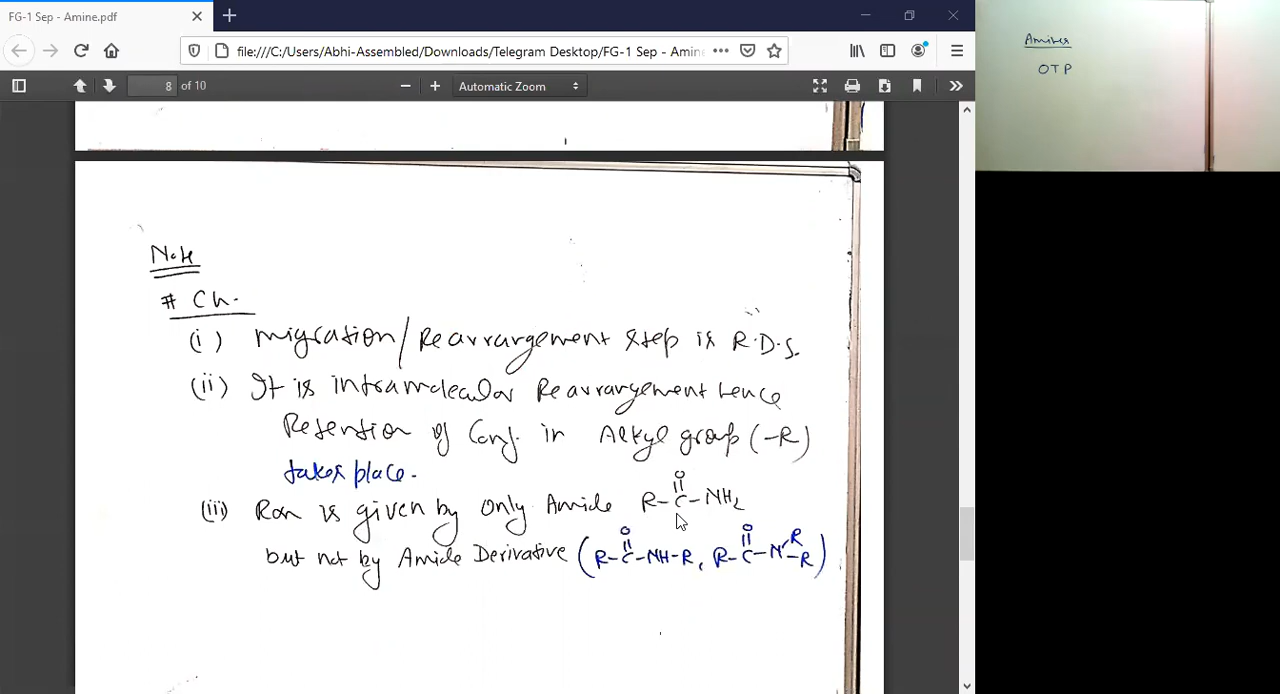 FG-1 Sep - Amine.pdf
file:///C:/Users/Abhi-Assembled/Downloads/Telegram Desktop/FG-1 Sep - Amine
8 of 10
Automatic Zoom
Note
# Ch.
(i) Migration/Rearrangement step is R.D.S.
(ii) It is intramolecular Rearrangement hence
Retention of Conf. in Alkyl group (-R)
takes place.
(iii) Rxn is given by only Amide R-C(=O)-NH2
but not by Amide Derivative (R-C(=O)-NH-R, R-C(=O)-N(-R)-R)
Amines
OTP